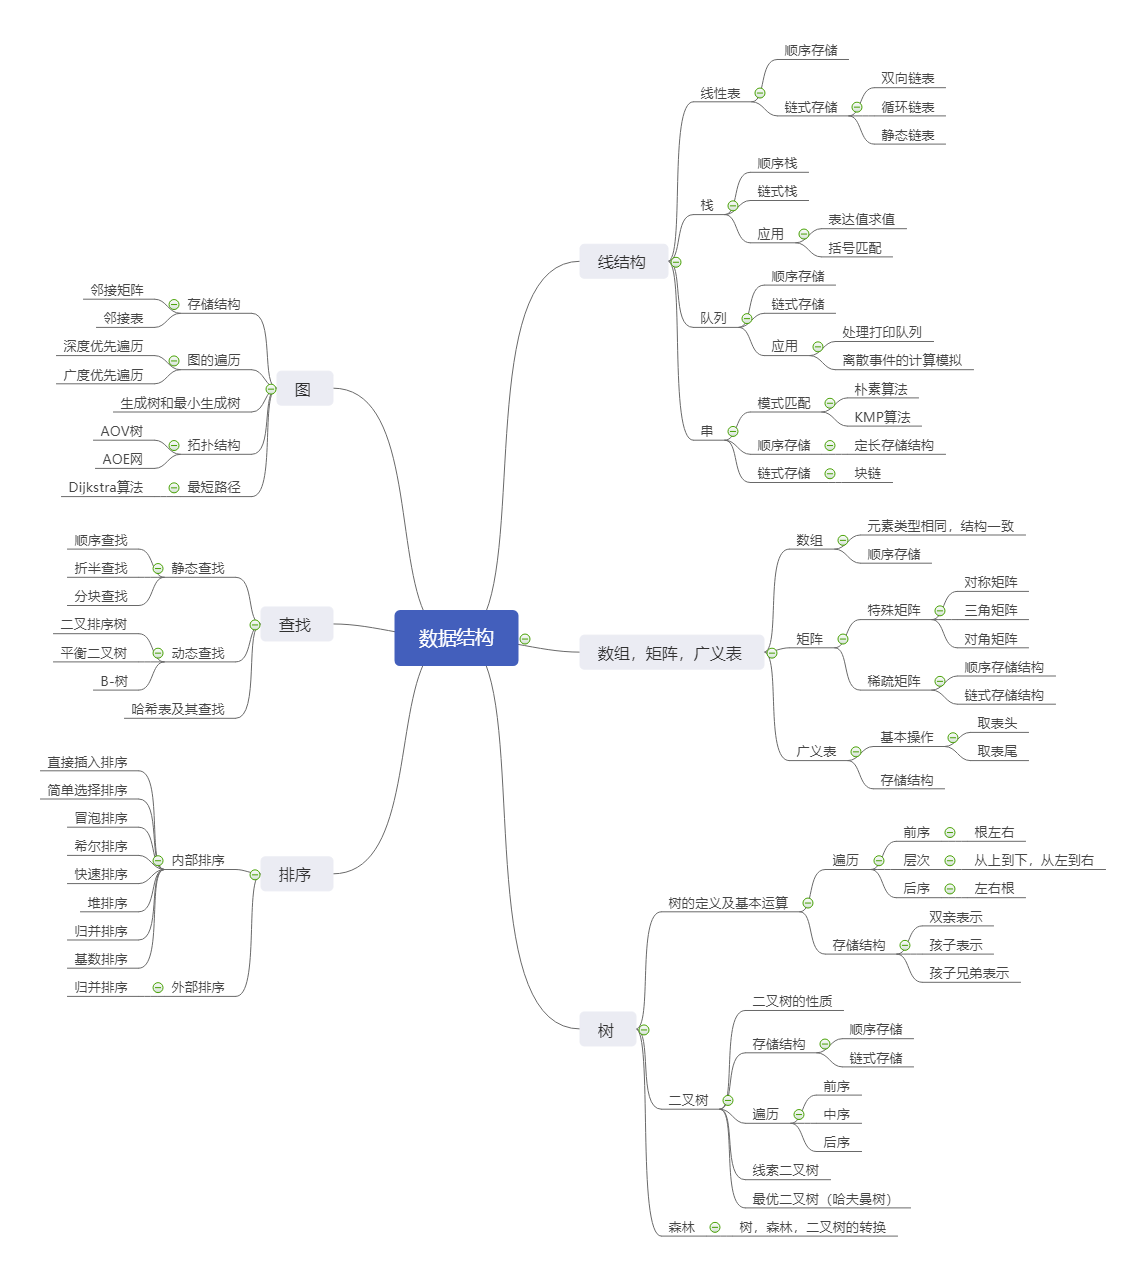 数据结构
线结构
线性表
顺序存储
链式存储
双向链表
循环链表
静态链表
栈
顺序栈
链式栈
应用
表达值求值
括号匹配
队列
顺序存储
链式存储
应用
处理打印队列
离散事件的计算模拟
串
模式匹配
朴素算法
KMP算法
顺序存储
定长存储结构
链式存储
块链
数组，矩阵，广义表
数组
元素类型相同，结构一致
顺序存储
矩阵
特殊矩阵
对称矩阵
三角矩阵
对角矩阵
稀疏矩阵
顺序存储结构
链式存储结构
广义表
基本操作
取表头
取表尾
存储结构
树
树的定义及基本运算
遍历
前序
根左右
层次
从上到下，从左到右
后序
左右根
存储结构
双亲表示
孩子表示
孩子兄弟表示
二叉树
二叉树的性质
存储结构
顺序存储
链式存储
遍历
前序
中序
后序
线索二叉树
最优二叉树（哈夫曼树）
森林
树，森林，二叉树的转换
图
存储结构
邻接矩阵
邻接表
图的遍历
深度优先遍历
广度优先遍历
生成树和最小生成树
拓扑结构
AOV树
AOE网
最短路径
Dijkstra算法
查找
静态查找
顺序查找
折半查找
分块查找
动态查找
二叉排序树
平衡二叉树
B-树
哈希表及其查找
排序
内部排序
直接插入排序
简单选择排序
冒泡排序
希尔排序
快速排序
堆排序
归并排序
基数排序
外部排序
归并排序